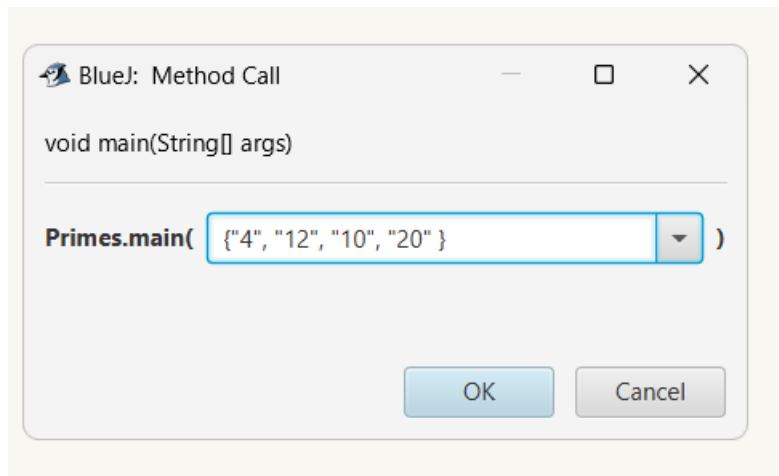 BlueJ: Method Call
void main(String[] args)
Primes.main( {"4", "12", "10", "20" } )
OK Cancel